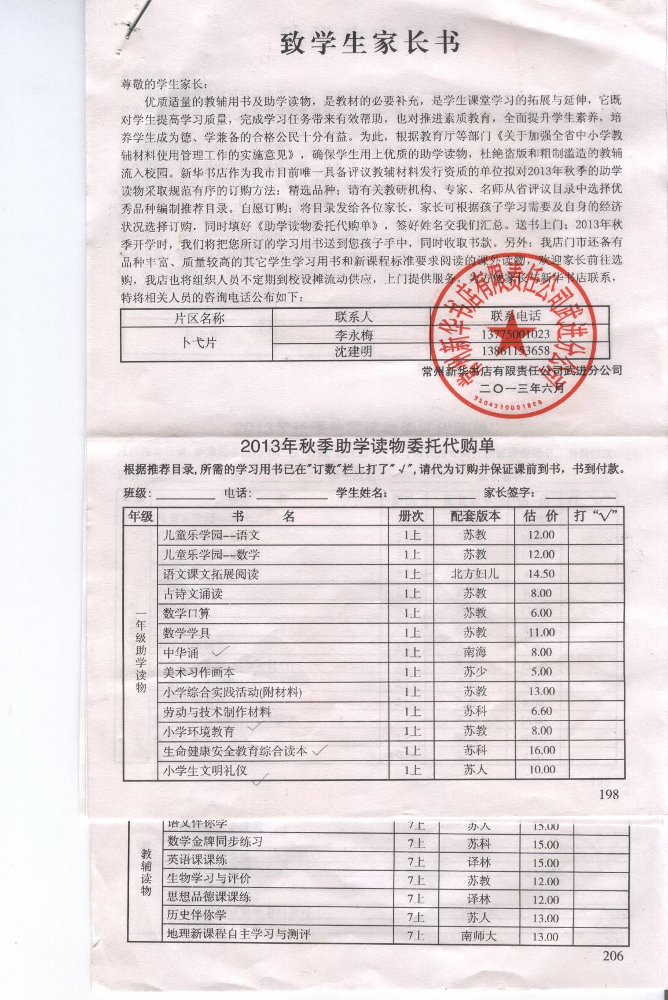 致学生家长书
尊敬的学生家长：
优质适量的教辅用书及助学读物，是教材的必要补充，是学生课堂学习的拓展与延伸，它既
对学生提高学习质量，完成学习任务带来有效帮助，也对推进素质教育，全面提升学生素养，培
养学生成为德、学兼备的合格公民十分有益。为此，根据教育厅等部门《关于加强全省中小学教
辅材料使用管理工作的实施意见》，确保学生用上优质的助学读物，杜绝盗版和粗制滥造的教辅
流入校园。新华书店作为我市目前唯一具备评议教辅材料发行资质的单位拟对2013年秋季的助学
读物采取规范有序的订购方法：精选品种；请有关教研机构、专家、名师从省评议目录中选择优
秀品种编制推荐目录。自愿订购；将目录发给各位家长，家长可根据孩子学习需要及自身的经济
状况选择订购，同时填好《助学读物委托代购单》，签好姓名交我们汇总。送书上门；2013年秋
季开学时，我们将把您所订的学习用书送到您孩子手中，同时收取书款。另外：我店门市还备有
品种丰富、质量较高的其它学生学习用书和新课程标准要求阅读的课外读物，欢迎家长前往选
购，我店也将组织人员不定期到校设摊流动供应，上门提供服务。为方便家长与新华书店联系，
特将相关人员的咨询电话公布如下：
片区名称 联系人 联系电话
卜弋片 李永梅 13775001023
沈建明 13861153658
常州新华书店有限责任公司武进分公司
二〇一三年六月
常州新华书店有限责任公司武进分公司
2013年秋季助学读物委托代购单
根据推荐目录,所需的学习用书已在"订数"栏上打了"√",请代为订购并保证课前到书，书到付款。
班级: 电话: 学生姓名: 家长签字:
年级 书 名 册次 配套版本 估 价 打“√”
一年级助学读物
儿童乐学园--语文 1上 苏教 12.00
儿童乐学园--数学 1上 苏教 12.00
语文课文拓展阅读 1上 北方妇儿 14.50
古诗文诵读 1上 苏教 8.00
数学口算 1上 苏教 6.00
数学学具 1上 苏教 11.00
中华诵 ✓ 1上 南海 8.00
美术习作画本 1上 苏少 5.00
小学综合实践活动(附材料) 1上 苏教 13.00
劳动与技术制作材料 1上 苏科 6.60
小学环境教育 ✓ 1上 苏教 8.00
生命健康安全教育综合读本 ✓ 1上 苏科 16.00
小学生文明礼仪 ✓ 1上 苏人 10.00
198
教辅读物
语文伴你学 7上 苏人 15.00
数学金牌同步练习 7上 苏科 15.00
英语课课练 7上 译林 15.00
生物学习与评价 7上 苏教 12.00
思想品德课课练 7上 译林 12.00
历史伴你学 7上 苏人 13.00
地理新课程自主学习与测评 7上 南师大 13.00
206